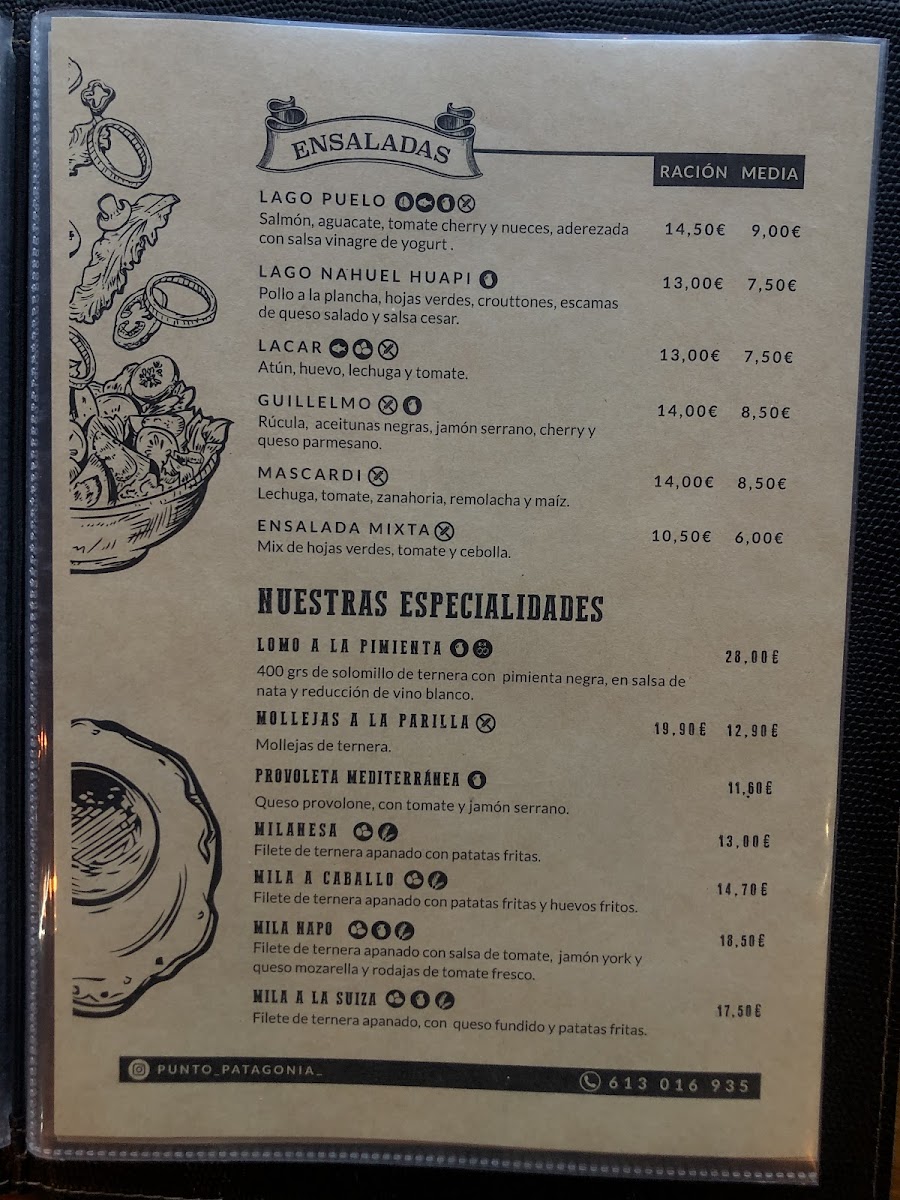 ENSALADAS
RACIÓN MEDIA
LAGO PUELO
Salmón, aguacate, tomate cherry y nueces, aderezada
con salsa vinagre de yogurt .
14,50€ 9,00€
LAGO NAHUEL HUAPI
Pollo a la plancha, hojas verdes, crouttones, escamas
de queso salado y salsa cesar.
13,00€ 7,50€
LACAR
Atún, huevo, lechuga y tomate.
13,00€ 7,50€
GUILLELMO
Rúcula, aceitunas negras, jamón serrano, cherry y
queso parmesano.
14,00€ 8,50€
MASCARDI
Lechuga, tomate, zanahoria, remolacha y maíz.
14,00€ 8,50€
ENSALADA MIXTA
Mix de hojas verdes, tomate y cebolla.
10,50€ 6,00€
NUESTRAS ESPECIALIDADES
LOMO A LA PIMIENTA
400 grs de solomillo de ternera con pimienta negra, en salsa de
nata y reducción de vino blanco.
28,00€
MOLLEJAS A LA PARILLA
Mollejas de ternera.
19,90€ 12,90€
PROVOLETA MEDITERRÁNEA
Queso provolone, con tomate y jamón serrano.
11,60€
MILANESA
Filete de ternera apanado con patatas fritas.
13,00€
MILA A CABALLO
Filete de ternera apanado con patatas fritas y huevos fritos.
14,70€
MILA NAPO
Filete de ternera apanado con salsa de tomate, jamón york y
queso mozarella y rodajas de tomate fresco.
18,50€
MILA A LA SUIZA
Filete de ternera apanado, con queso fundido y patatas fritas.
17,50€
PUNTO_PATAGONIA_
613 016 935